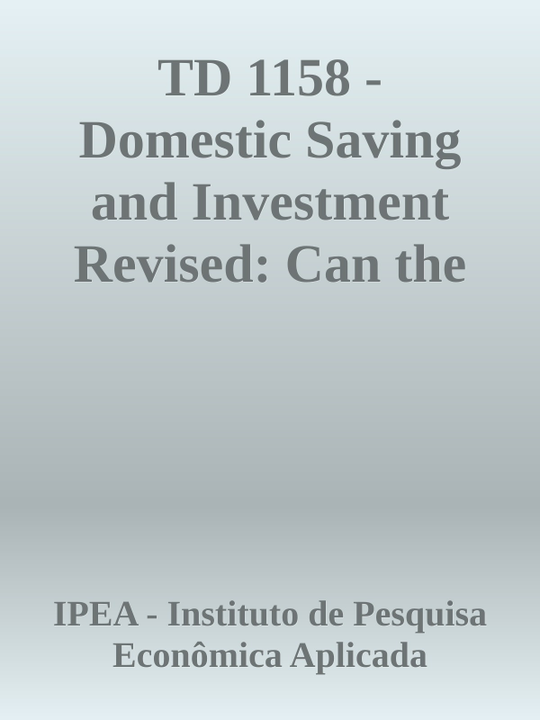 TD 1158 -
Domestic Saving
and Investment
Revised: Can the
IPEA - Instituto de Pesquisa
Econômica Aplicada